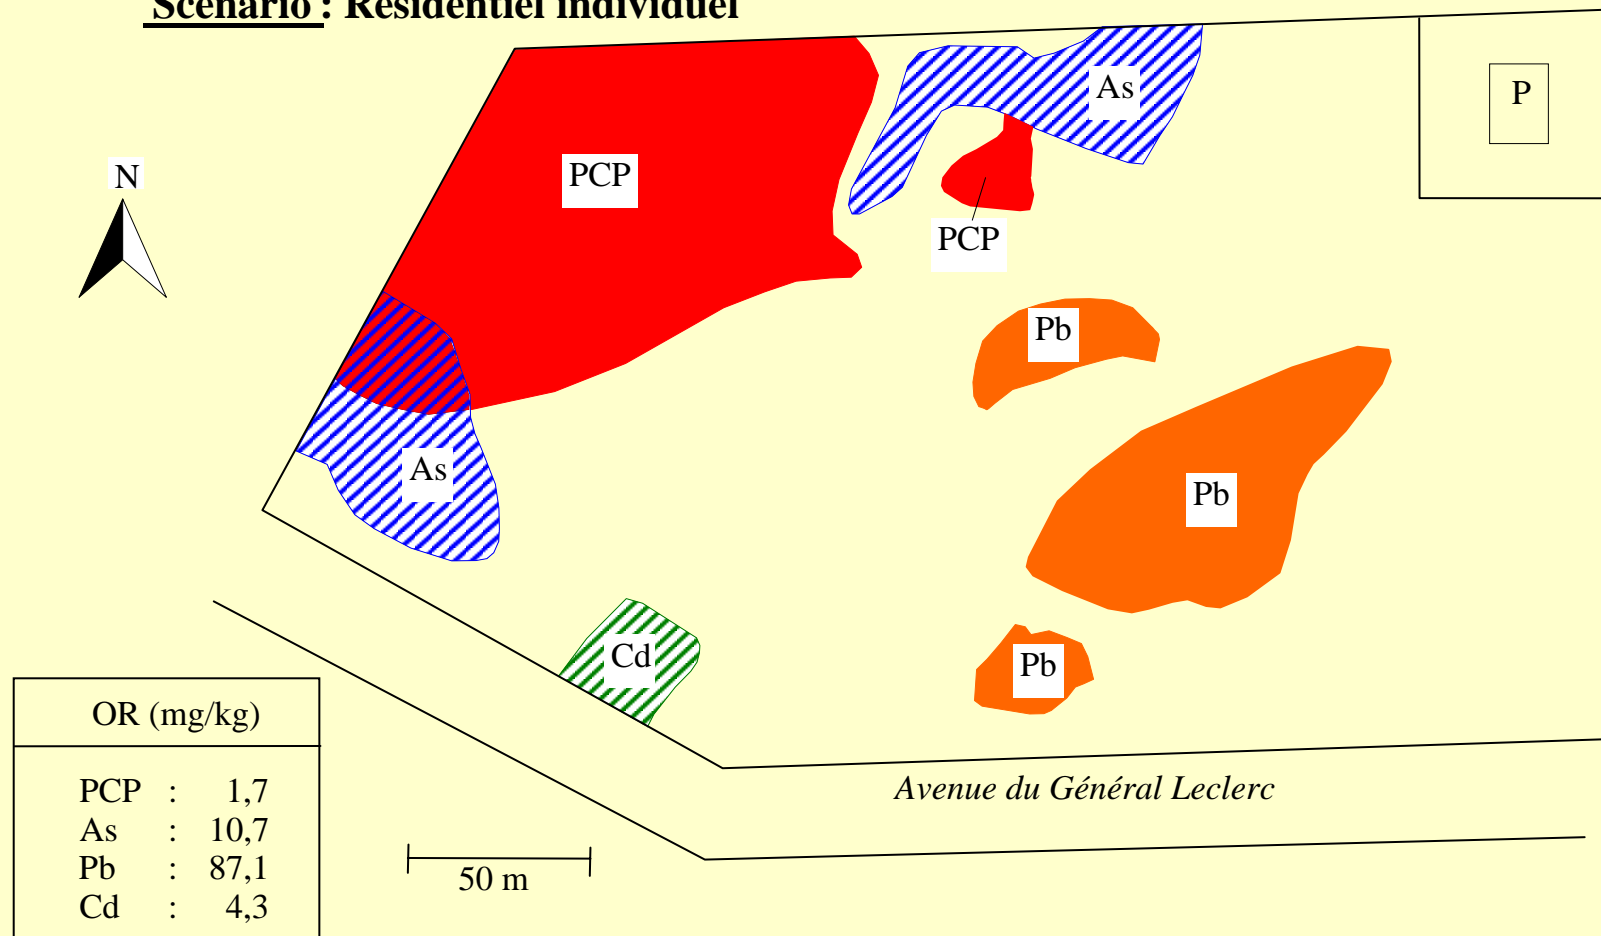 Scénario : Résidentiel individuel
As
P
PCP
N
PCP
Pb
As
Pb
Cd
Pb
OR (mg/kg)
PCP : 1,7
As : 10,7
Pb : 87,1
Cd : 4,3
Avenue du Général Leclerc
50 m